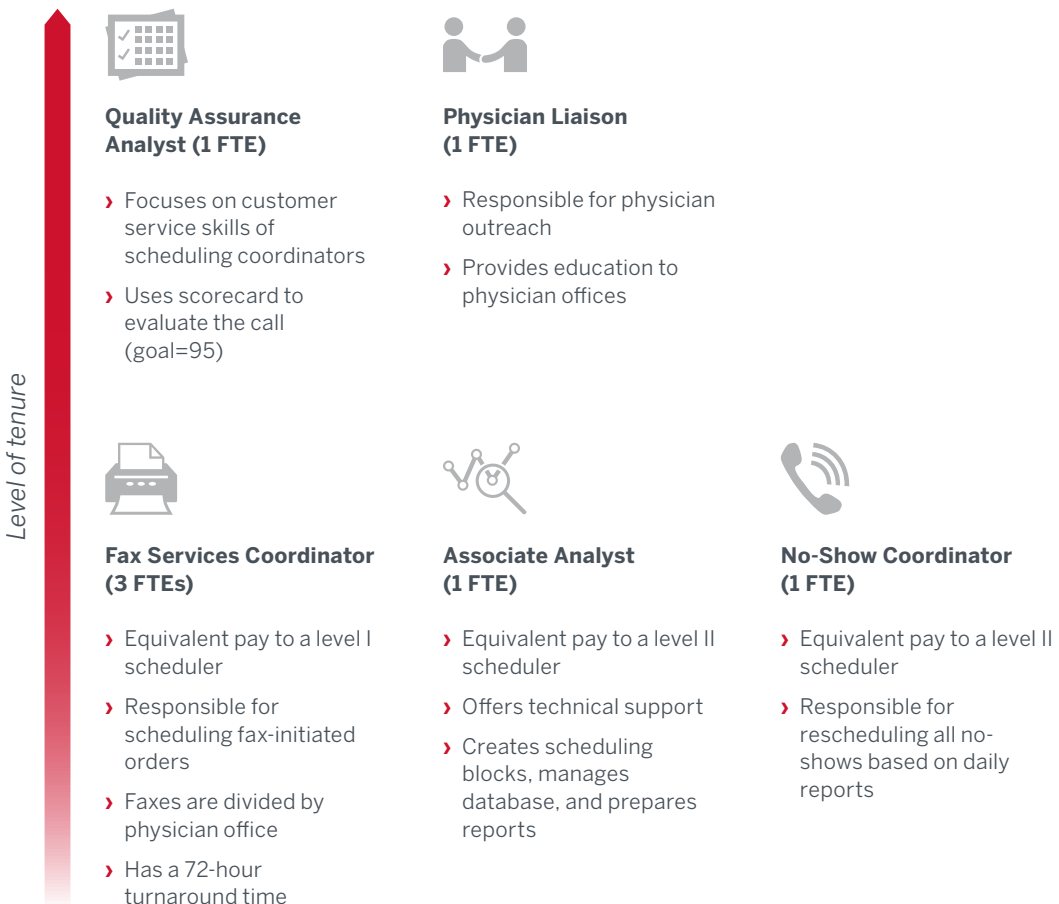 Level of tenure
Quality Assurance
Analyst (1 FTE)
› Focuses on customer
service skills of
scheduling coordinators
› Uses scorecard to
evaluate the call
(goal=95)
Physician Liaison
(1 FTE)
› Responsible for physician
outreach
› Provides education to
physician offices
Fax Services Coordinator
(3 FTEs)
› Equivalent pay to a level I
scheduler
› Responsible for
scheduling fax-initiated
orders
› Faxes are divided by
physician office
› Has a 72-hour
turnaround time
Associate Analyst
(1 FTE)
› Equivalent pay to a level II
scheduler
› Offers technical support
› Creates scheduling
blocks, manages
database, and prepares
reports
No-Show Coordinator
(1 FTE)
› Equivalent pay to a level II
scheduler
› Responsible for
rescheduling all no-
shows based on daily
reports